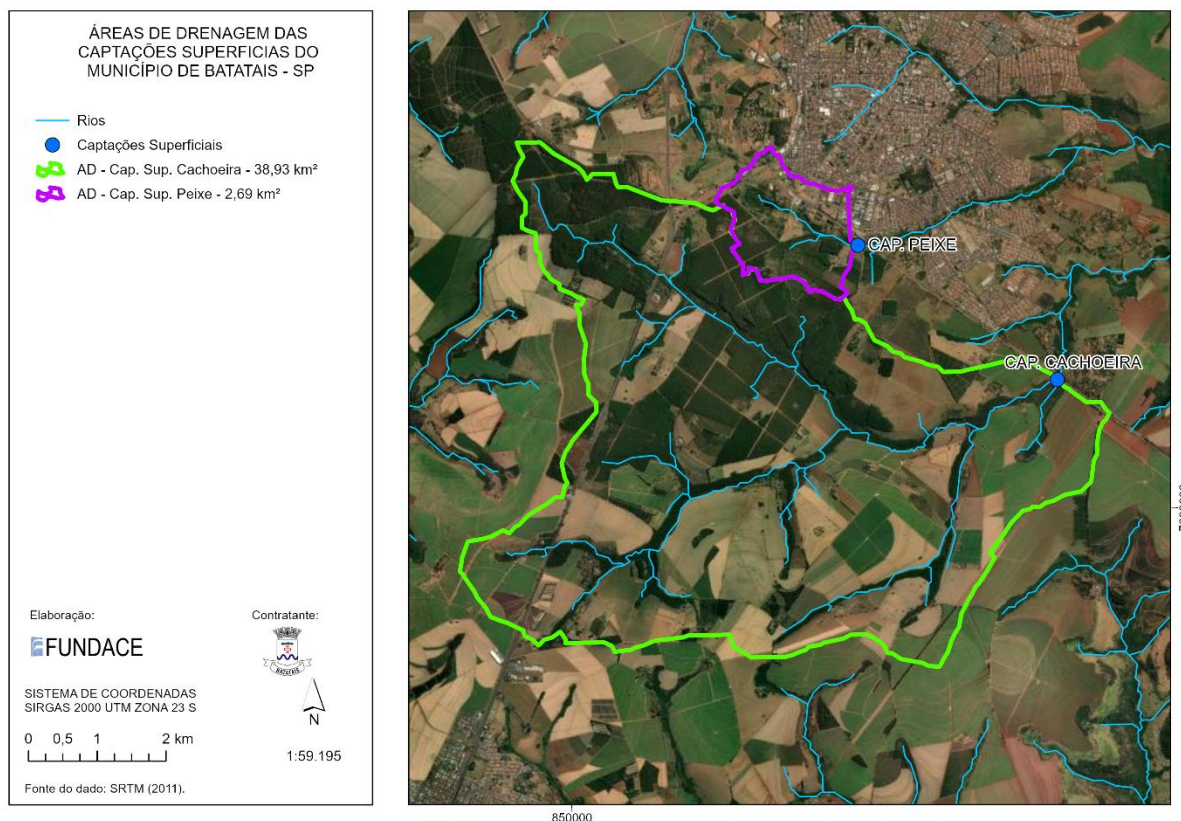 ÁREAS DE DRENAGEM DAS
CAPTAÇÕES SUPERFICIAS DO
MUNICÍPIO DE BATATAIS - SP
Rios
Captações Superficiais
AD - Cap. Sup. Cachoeira - 38,93 km²
AD - Cap. Sup. Peixe - 2,69 km²
Elaboração:
Contratante:
FUNDACE
BATATAIS
SISTEMA DE COORDENADAS
SIRGAS 2000 UTM ZONA 23 S
N
0 0,5 1 2 km
1:59.195
Fonte do dado: SRTM (2011).
CAP. PEIXE
CAP. CACHOEIRA
850000